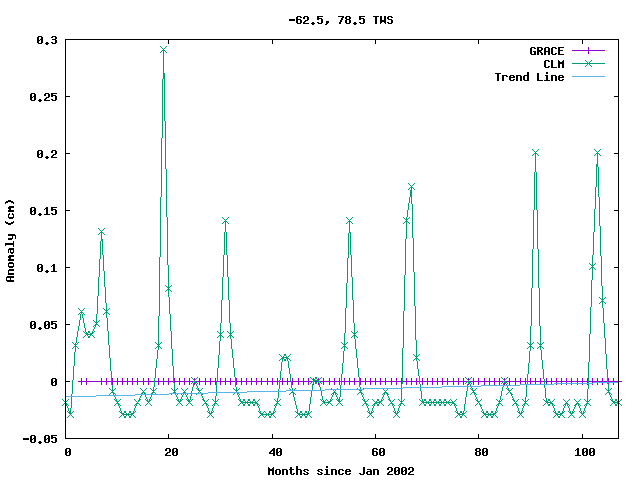 -62.5, 78.5 TWS
GRACE
CLM
Trend Line
0.3
0.25
0.2
0.15
0.1
0.05
0
-0.05
Anomaly (cm)
0 20 40 60 80 100
Months since Jan 2002